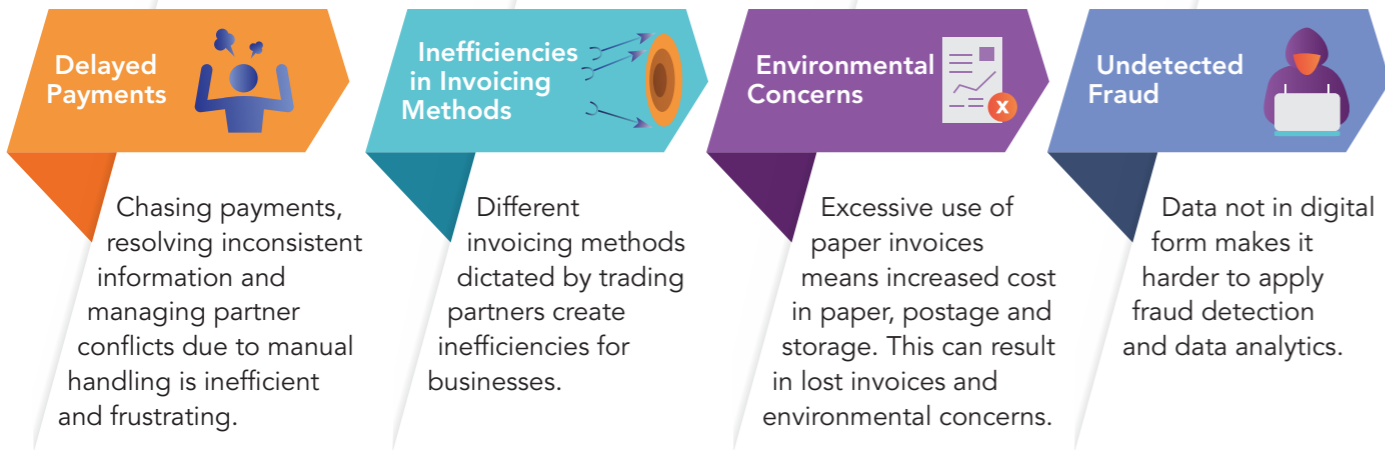 Delayed
Payments
Chasing payments,
resolving inconsistent
information and
managing partner
conflicts due to manual
handling is inefficient
and frustrating.
Inefficiencies
in Invoicing
Methods
Different
invoicing methods
dictated by trading
partners create
inefficiencies for
businesses.
Environmental
Concerns
X
Excessive use of
paper invoices
means increased cost
in paper, postage and
storage. This can result
in lost invoices and
environmental concerns.
Undetected
Fraud
Data not in digital
form makes it
harder to apply
fraud detection
and data analytics.